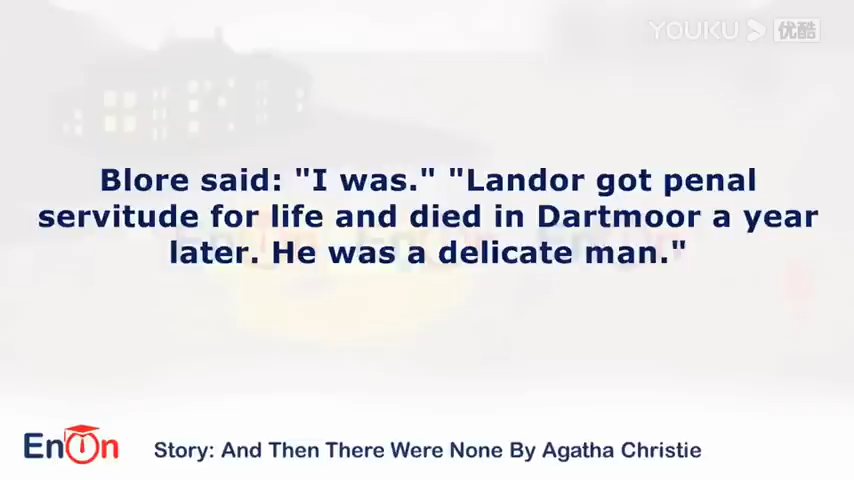 YOUKU 优酷
Blore said: "I was." "Landor got penal
servitude for life and died in Dartmoor a year
later. He was a delicate man."
EnOn
Story: And Then There Were None By Agatha Christie